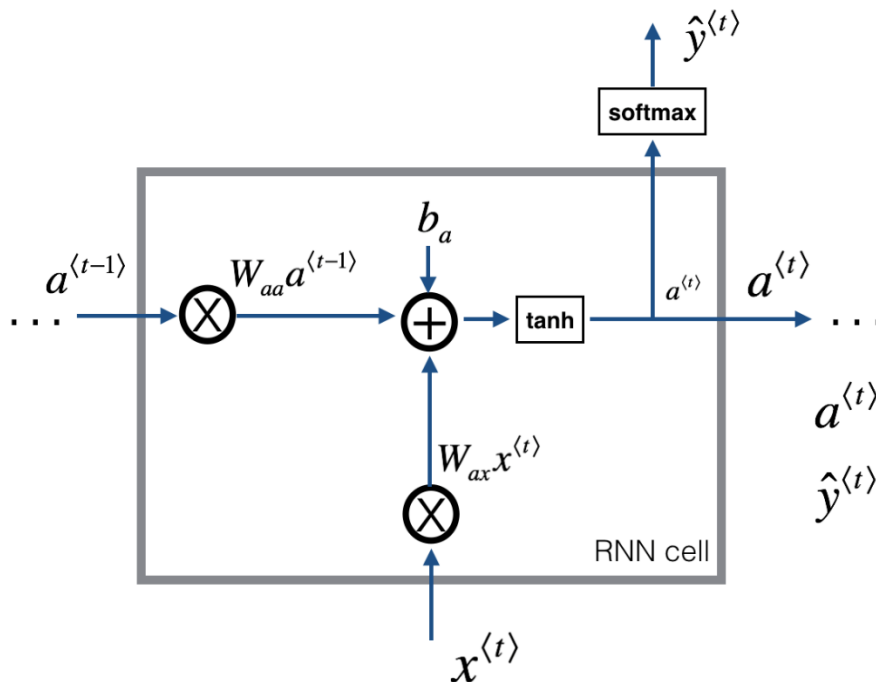 ŷ⟨t⟩
softmax
b_a
a⟨t−1⟩
W_aa a⟨t−1⟩
a⟨t⟩
a⟨t⟩
...
+
tanh
...
a⟨t⟩
W_ax x⟨t⟩
ŷ⟨t⟩
RNN cell
x⟨t⟩